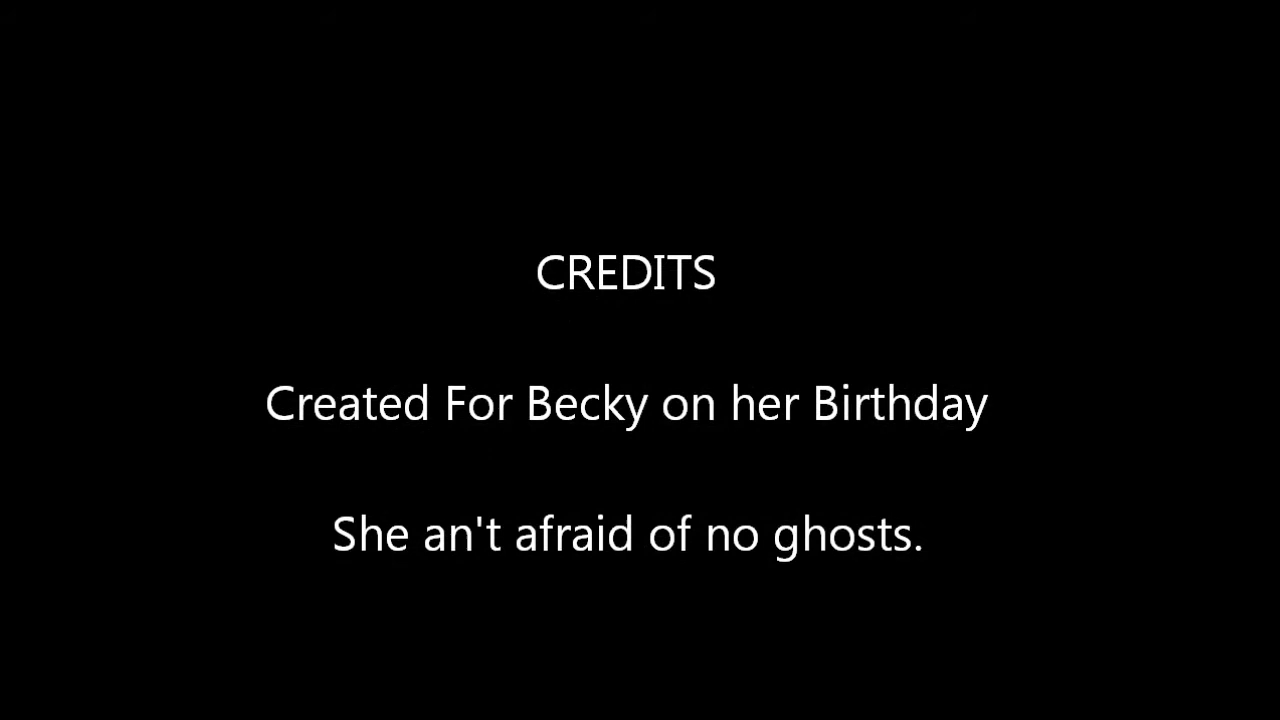 CREDITS
Created For Becky on her Birthday
She an't afraid of no ghosts.